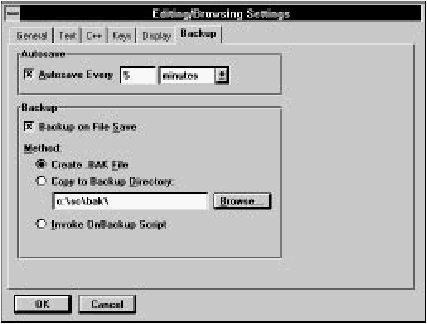 Editing/Browsing Settings
General Text C++ Keys Display Backup
Autosave
Autosave Every 5 minutes
Backup
Backup on File Save
Method:
Create .BAK File
Copy to Backup Directory:
c:\sc\bak\ Browse...
Invoke OnBackup Script
OK Cancel